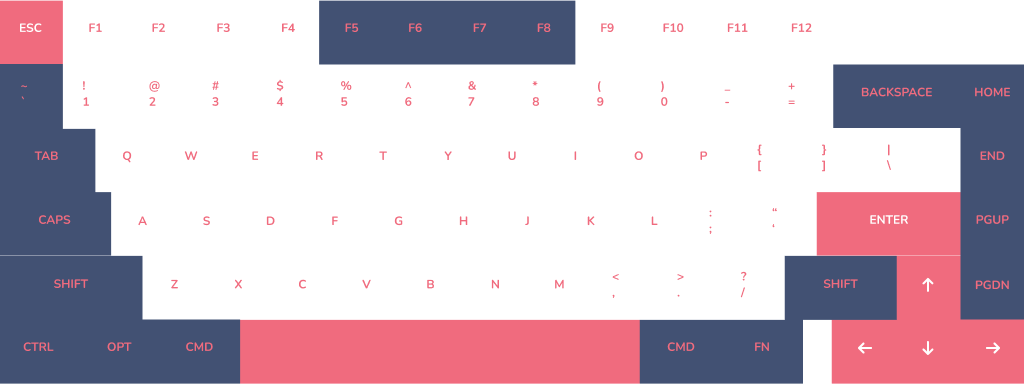 ESC F1 F2 F3 F4 F5 F6 F7 F8 F9 F10 F11 F12
~ ! @ # $ % ^ & * ( ) _ +
` 1 2 3 4 5 6 7 8 9 0 - = BACKSPACE HOME
TAB Q W E R T Y U I O P { } | END
[ ] \
CAPS A S D F G H J K L : " ENTER PGUP
; '
SHIFT Z X C V B N M < > ? SHIFT ↑ PGDN
, . /
CTRL OPT CMD CMD FN ← ↓ →